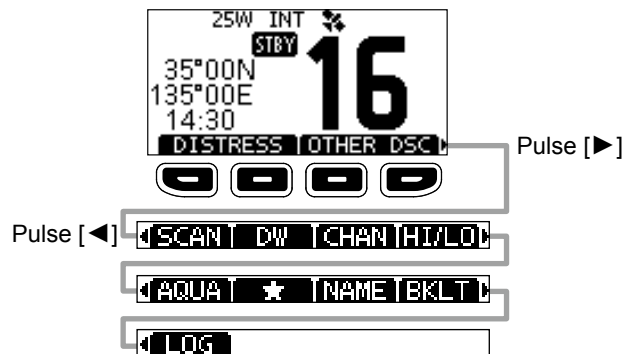 25W INT
STBY
16
35°00N
135°00E
14:30
DISTRESS OTHER DSC
Pulse [►]
Pulse [◄]
SCAN DW CHAN HI/LO
AQUA ★ NAME BKLT
LOG